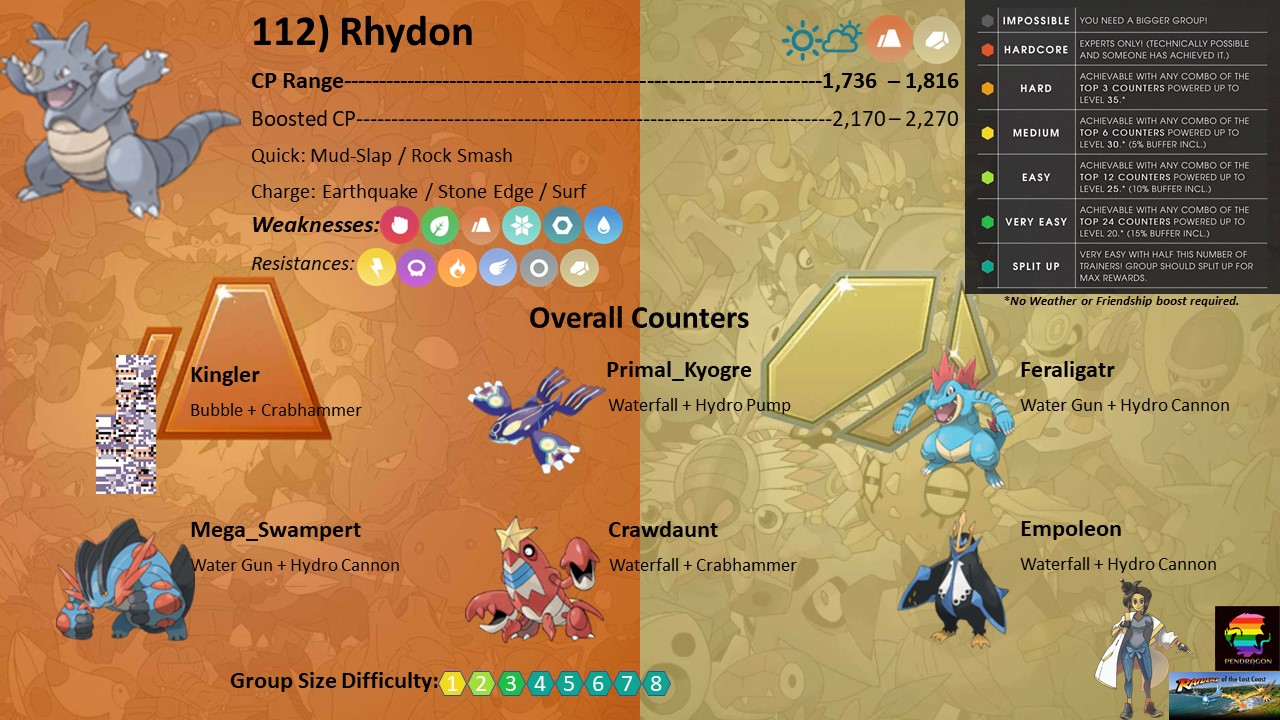 112) Rhydon
CP Range------------------------------------------------------------------------1,736 – 1,816
Boosted CP-----------------------------------------------------------------------2,170 – 2,270
Quick: Mud-Slap / Rock Smash
Charge: Earthquake / Stone Edge / Surf
Weaknesses:
Resistances:
IMPOSSIBLE YOU NEED A BIGGER GROUP!
HARDCORE EXPERTS ONLY! (TECHNICALLY POSSIBLE
AND SOMEONE HAS ACHIEVED IT.)
HARD ACHIEVABLE WITH ANY COMBO OF THE
TOP 3 COUNTERS POWERED UP TO
LEVEL 35.*
MEDIUM ACHIEVABLE WITH ANY COMBO OF THE
TOP 6 COUNTERS POWERED UP TO
LEVEL 30.* (5% BUFFER INCL.)
EASY ACHIEVABLE WITH ANY COMBO OF THE
TOP 12 COUNTERS POWERED UP TO
LEVEL 25.* (10% BUFFER INCL.)
VERY EASY ACHIEVABLE WITH ANY COMBO OF THE
TOP 24 COUNTERS POWERED UP TO
LEVEL 20.* (15% BUFFER INCL.)
SPLIT UP VERY EASY WITH HALF THIS NUMBER OF
TRAINERS! GROUP SHOULD SPLIT UP FOR
MAX REWARDS.
*No Weather or Friendship boost required.
Overall Counters
Kingler
Bubble + Crabhammer
Primal_Kyogre
Waterfall + Hydro Pump
Feraligatr
Water Gun + Hydro Cannon
Mega_Swampert
Water Gun + Hydro Cannon
Crawdaunt
Waterfall + Crabhammer
Empoleon
Waterfall + Hydro Cannon
Group Size Difficulty: 1 2 3 4 5 6 7 8
PENDRAGON
RAIDERS of the Lost Coast